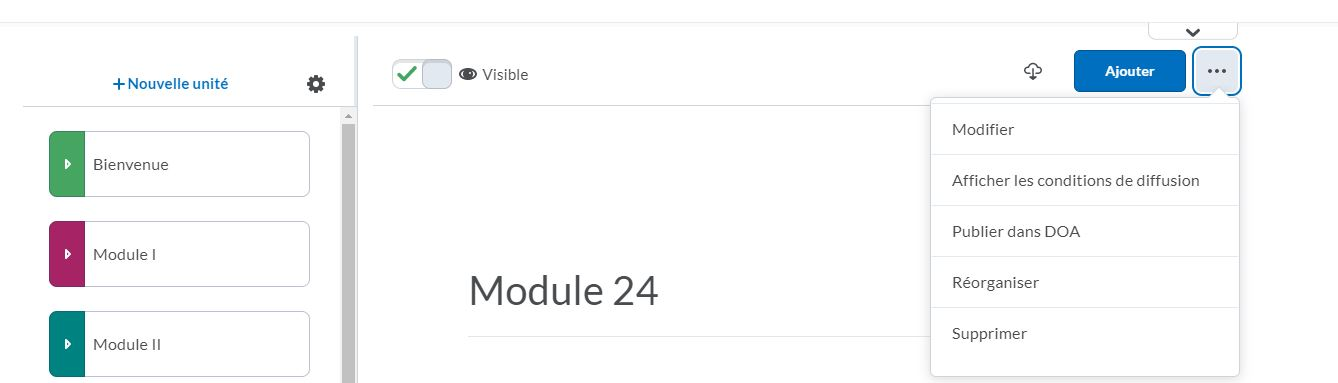 +Nouvelle unité
Visible
Ajouter
Bienvenue
Module I
Module II
Module 24
Modifier
Afficher les conditions de diffusion
Publier dans DOA
Réorganiser
Supprimer